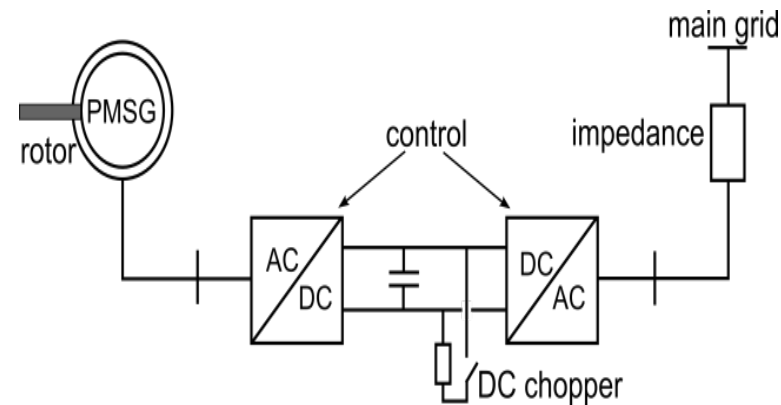 main grid
PMSG
control
impedance
rotor
AC
DC
DC
AC
DC chopper